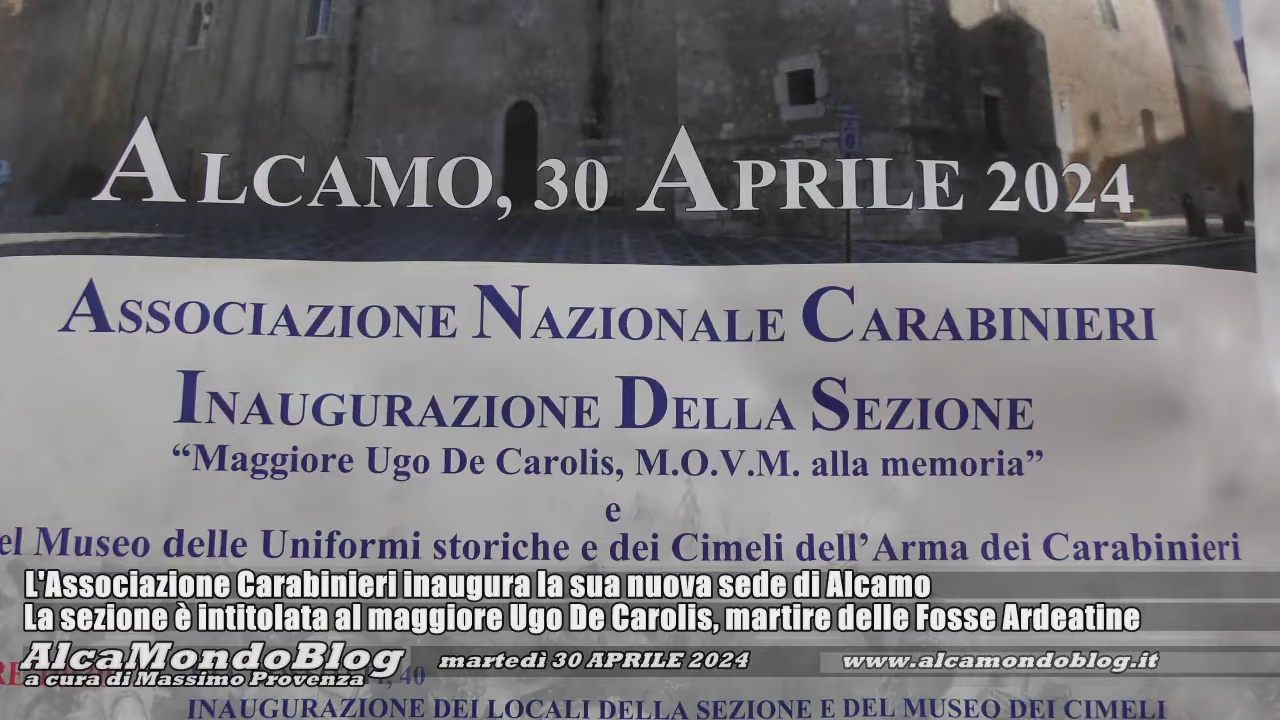 ALCAMO, 30 APRILE 2024
ASSOCIAZIONE NAZIONALE CARABINIERI
INAUGURAZIONE DELLA SEZIONE
“Maggiore Ugo De Carolis, M.O.V.M. alla memoria”
e
el Museo delle Uniformi storiche e dei Cimeli dell’Arma dei Carabinieri
L'Associazione Carabinieri inaugura la sua nuova sede di Alcamo
La sezione è intitolata al maggiore Ugo De Carolis, martire delle Fosse Ardeatine
AlcaMondoBlog martedì 30 APRILE 2024 www.alcamondoblog.it
a cura di Massimo Provenza , 40
INAUGURAZIONE DEI LOCALI DELLA SEZIONE E DEL MUSEO DEI CIMELI